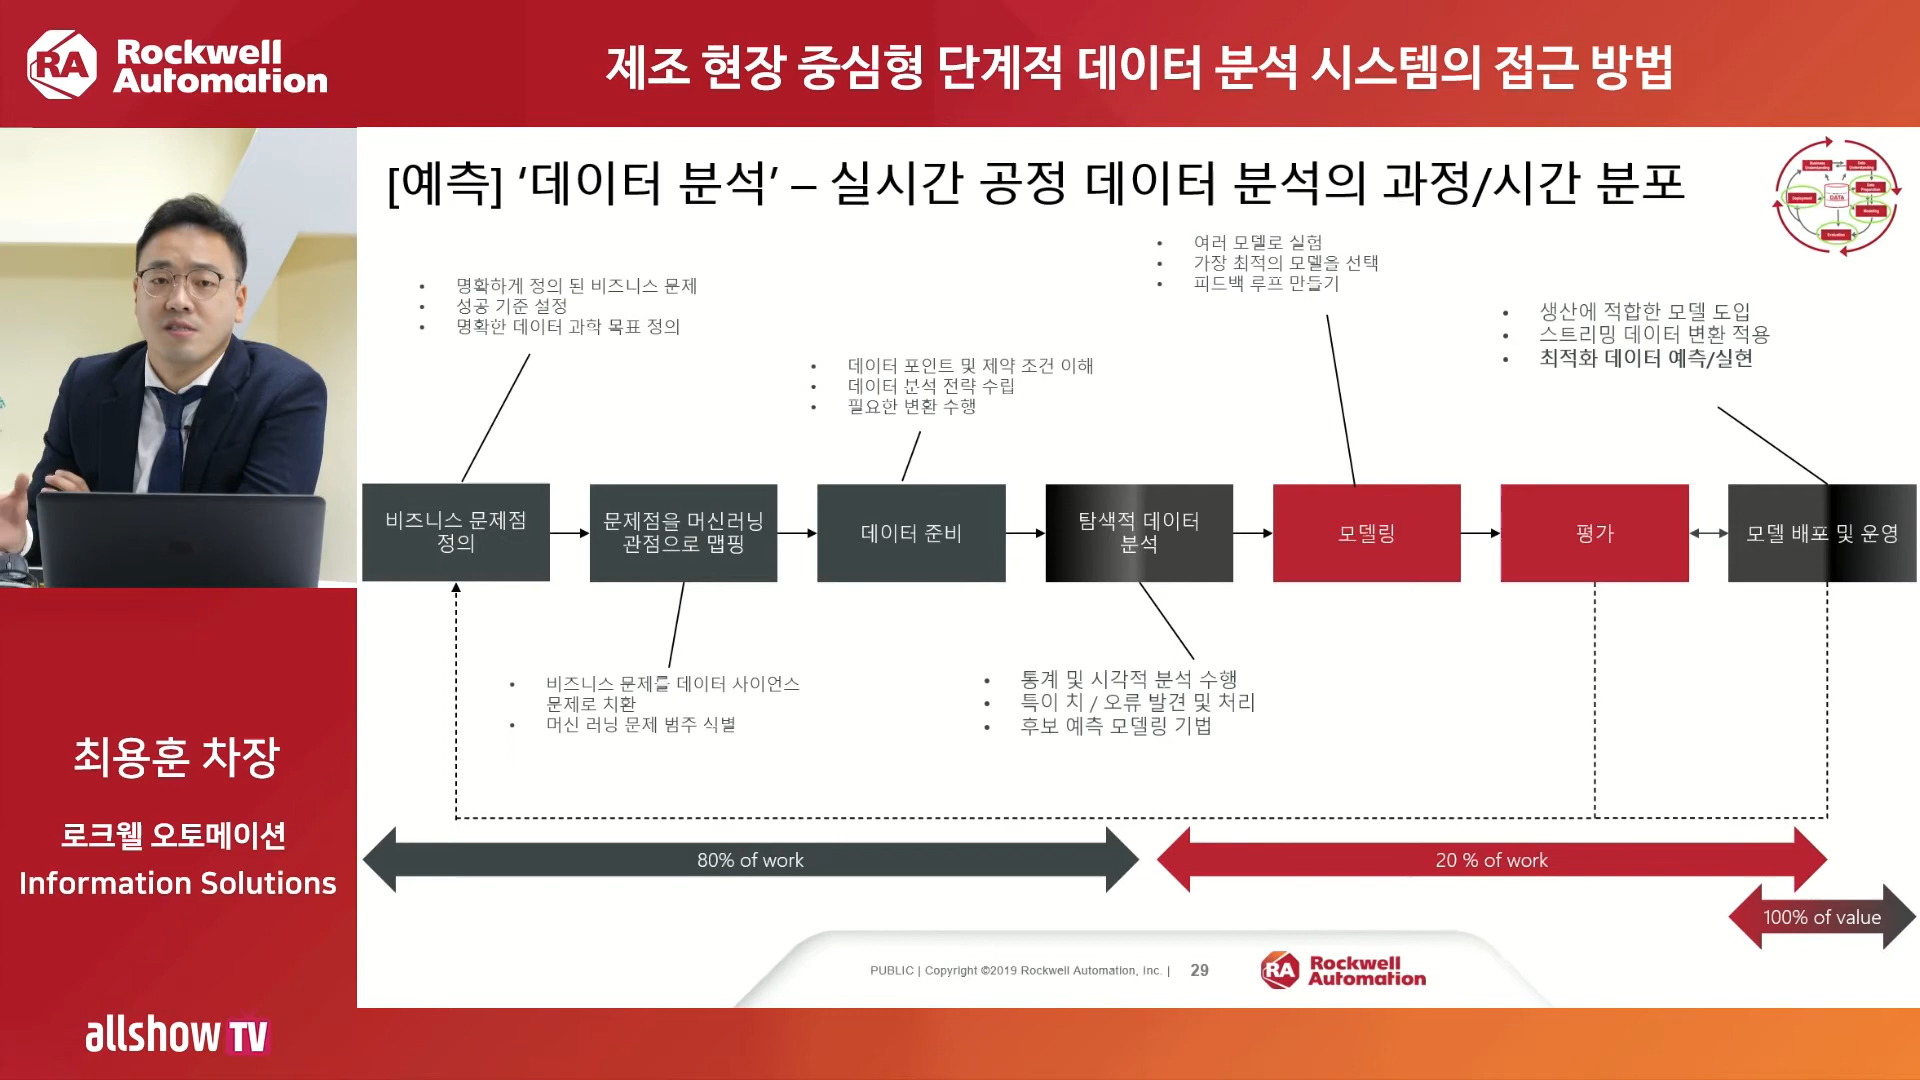 Rockwell
Automation
제조 현장 중심형 단계적 데이터 분석 시스템의 접근 방법
[예측] ‘데이터 분석’ – 실시간 공정 데이터 분석의 과정/시간 분포
Business
Understanding
Data
Understanding
Data
Preparation
Deployment
DATA
Modeling
Evaluation
• 여러 모델로 실험
• 가장 최적의 모델을 선택
• 피드백 루프 만들기
• 명확하게 정의 된 비즈니스 문제
• 성공 기준 설정
• 명확한 데이터 과학 목표 정의
• 생산에 적합한 모델 도입
• 스트리밍 데이터 변환 적용
• 최적화 데이터 예측/실현
• 데이터 포인트 및 제약 조건 이해
• 데이터 분석 전략 수립
• 필요한 변환 수행
비즈니스 문제점
정의
문제점을 머신러닝
관점으로 맵핑
데이터 준비
탐색적 데이터
분석
모델링
평가
모델 배포 및 운영
• 비즈니스 문제를 데이터 사이언스
문제로 치환
• 머신 러닝 문제 범주 식별
• 통계 및 시각적 분석 수행
• 특이 치 / 오류 발견 및 처리
• 후보 예측 모델링 기법
80% of work
20 % of work
100% of value
PUBLIC | Copyright ©2019 Rockwell Automation, Inc. | 29
RA Rockwell
Automation
최용훈 차장
로크웰 오토메이션
Information Solutions
allshow TV